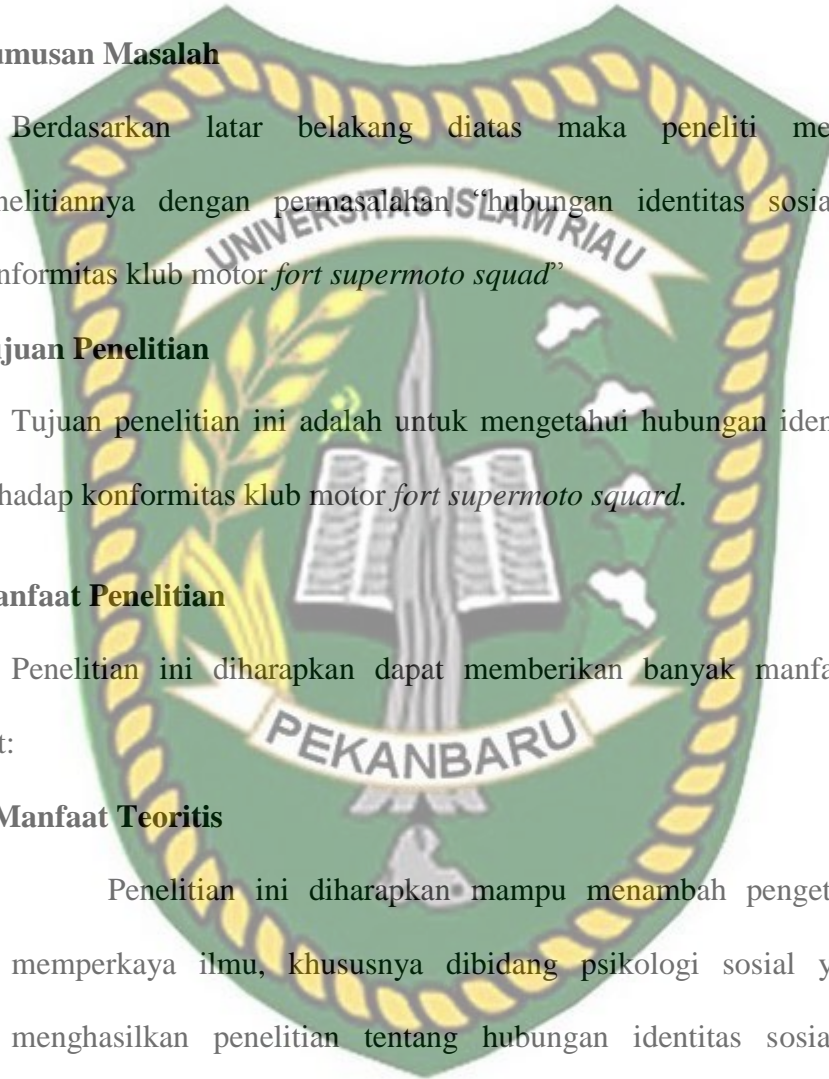 umusan Masalah
Berdasarkan latar belakang diatas maka peneliti me
nelitiannya dengan permasalahan “hubungan identitas sosia
UNIVERSITAS ISLAM RIAU
nformitas klub motor fort supermoto squad”
ujuan Penelitian
Tujuan penelitian ini adalah untuk mengetahui hubungan iden
hadap konformitas klub motor fort supermoto squard.
anfaat Penelitian
Penelitian ini diharapkan dapat memberikan banyak manfa
t:
PEKANBARU
Manfaat Teoritis
Penelitian ini diharapkan mampu menambah penget
memperkaya ilmu, khususnya dibidang psikologi sosial y
menghasilkan penelitian tentang hubungan identitas sosia